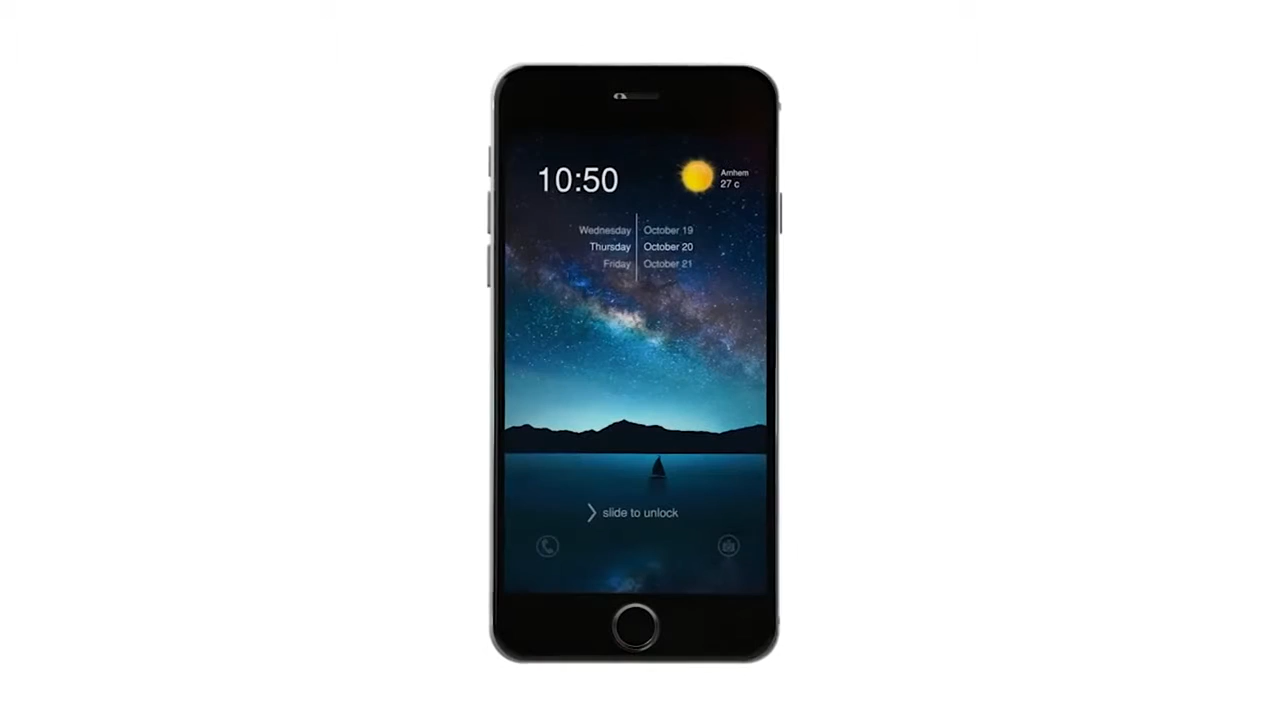 10:50
Arnhem
27 c
Wednesday October 19
Thursday October 20
Friday October 21
slide to unlock